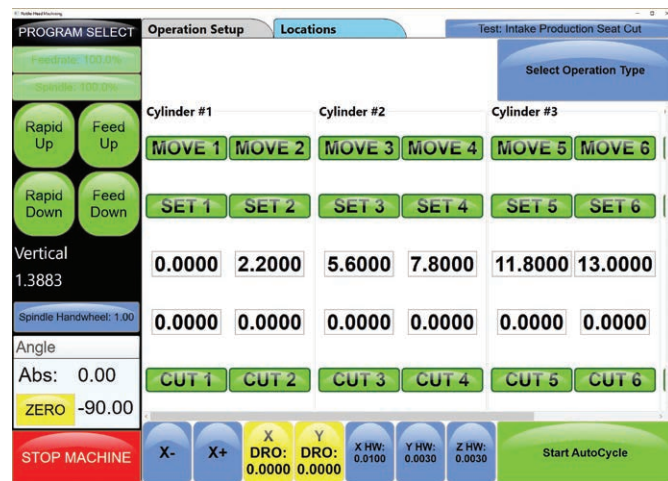 Profile Head Machining
PROGRAM SELECT
Operation Setup
Locations
Test: Intake Production Seat Cut
Feedrate: 100.0%
Spindle: 100.0%
Select Operation Type
Rapid
Up
Feed
Up
Rapid
Down
Feed
Down
Vertical
1.3883
Spindle Handwheel: 1.00
Angle
Abs: 0.00
ZERO -90.00
STOP MACHINE
Cylinder #1 Cylinder #2 Cylinder #3
MOVE 1 MOVE 2 MOVE 3 MOVE 4 MOVE 5 MOVE 6
SET 1 SET 2 SET 3 SET 4 SET 5 SET 6
0.0000 2.2000 5.6000 7.8000 11.8000 13.0000
0.0000 0.0000 0.0000 0.0000 0.0000 0.0000
CUT 1 CUT 2 CUT 3 CUT 4 CUT 5 CUT 6
X-
X+
X
DRO:
0.0000
Y
DRO:
0.0000
X HW:
0.0100
Y HW:
0.0030
Z HW:
0.0030
Start AutoCycle